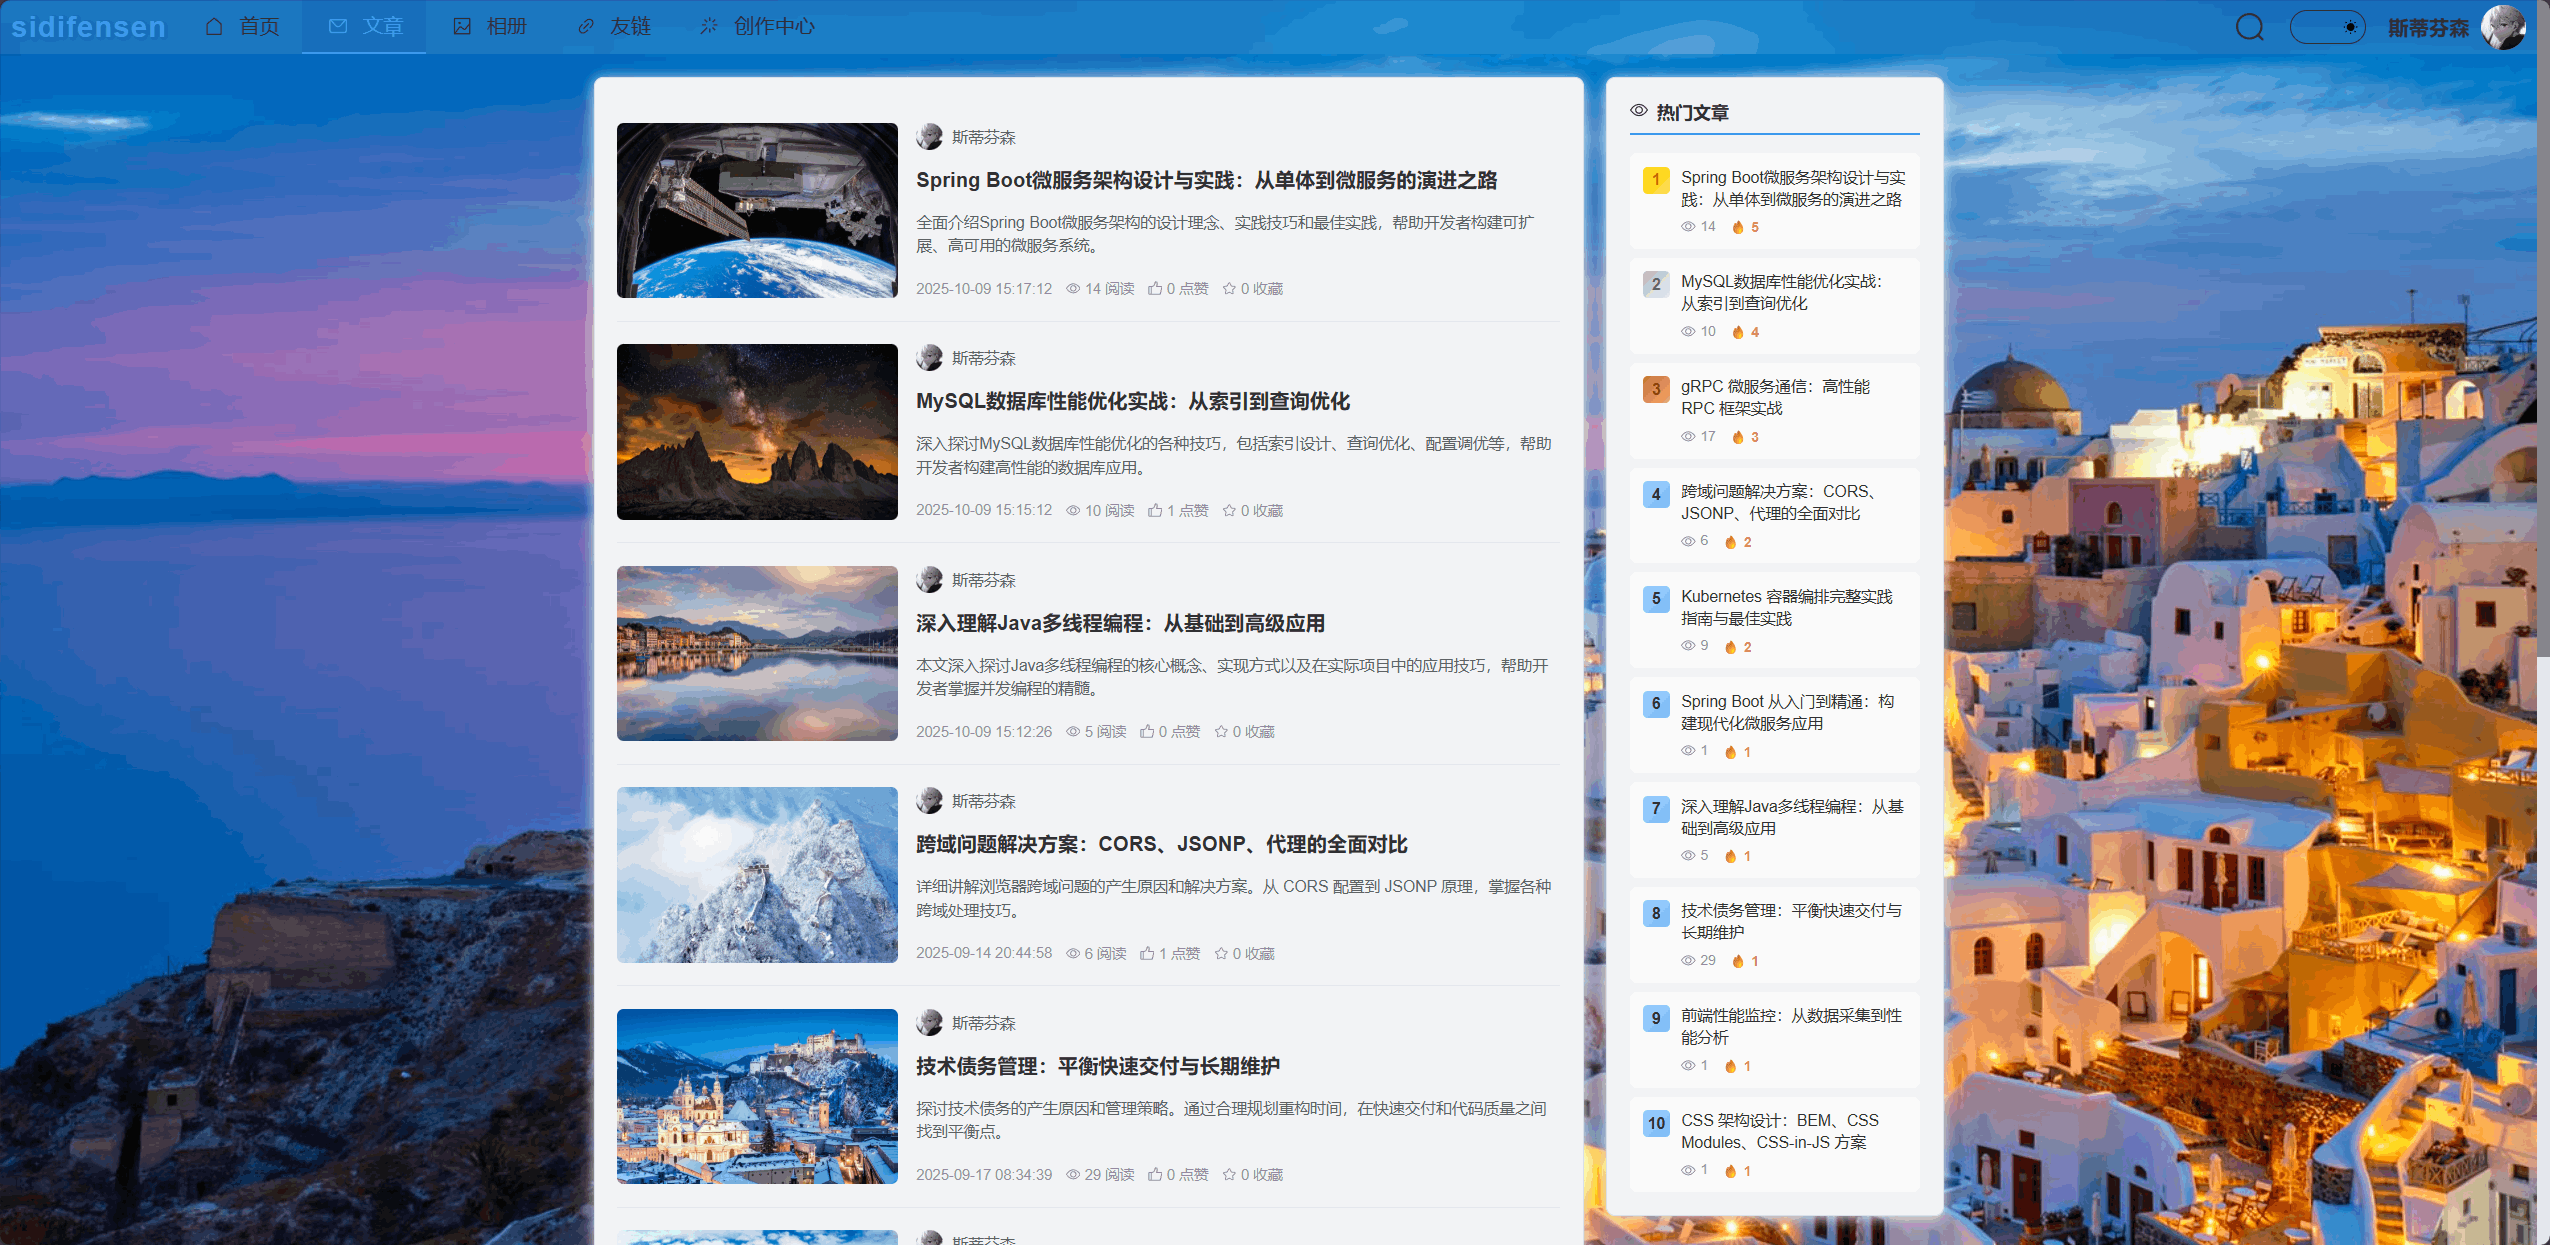 sidifensen
首页
文章
相册
友链
创作中心
斯蒂芬森
斯蒂芬森
Spring Boot微服务架构设计与实践：从单体到微服务的演进之路
全面介绍Spring Boot微服务架构的设计理念、实践技巧和最佳实践，帮助开发者构建可扩
展、高可用的微服务系统。
2025-10-09 15:17:12 14 阅读 0 点赞 0 收藏
斯蒂芬森
MySQL数据库性能优化实战：从索引到查询优化
深入探讨MySQL数据库性能优化的各种技巧，包括索引设计、查询优化、配置调优等，帮助
开发者构建高性能的数据库应用。
2025-10-09 15:15:12 10 阅读 1 点赞 0 收藏
斯蒂芬森
深入理解Java多线程编程：从基础到高级应用
本文深入探讨Java多线程编程的核心概念、实现方式以及在实际项目中的应用技巧，帮助开
发者掌握并发编程的精髓。
2025-10-09 15:12:26 5 阅读 0 点赞 0 收藏
斯蒂芬森
跨域问题解决方案：CORS、JSONP、代理的全面对比
详细讲解浏览器跨域问题的产生原因和解决方案。从 CORS 配置到 JSONP 原理，掌握各种
跨域处理技巧。
2025-09-14 20:44:58 6 阅读 1 点赞 0 收藏
斯蒂芬森
技术债务管理：平衡快速交付与长期维护
探讨技术债务的产生原因和管理策略。通过合理规划重构时间，在快速交付和代码质量之间
找到平衡点。
2025-09-17 08:34:39 29 阅读 0 点赞 0 收藏
斯蒂芬森
热门文章
1 Spring Boot微服务架构设计与实
践：从单体到微服务的演进之路
14 5
2 MySQL数据库性能优化实战：
从索引到查询优化
10 4
3 gRPC 微服务通信：高性能
RPC 框架实战
17 3
4 跨域问题解决方案：CORS、
JSONP、代理的全面对比
6 2
5 Kubernetes 容器编排完整实践
指南与最佳实践
9 2
6 Spring Boot 从入门到精通：构
建现代化微服务应用
1 1
7 深入理解Java多线程编程：从基
础到高级应用
5 1
8 技术债务管理：平衡快速交付与
长期维护
29 1
9 前端性能监控：从数据采集到性
能分析
1 1
10 CSS 架构设计：BEM、CSS
Modules、CSS-in-JS 方案
1 1